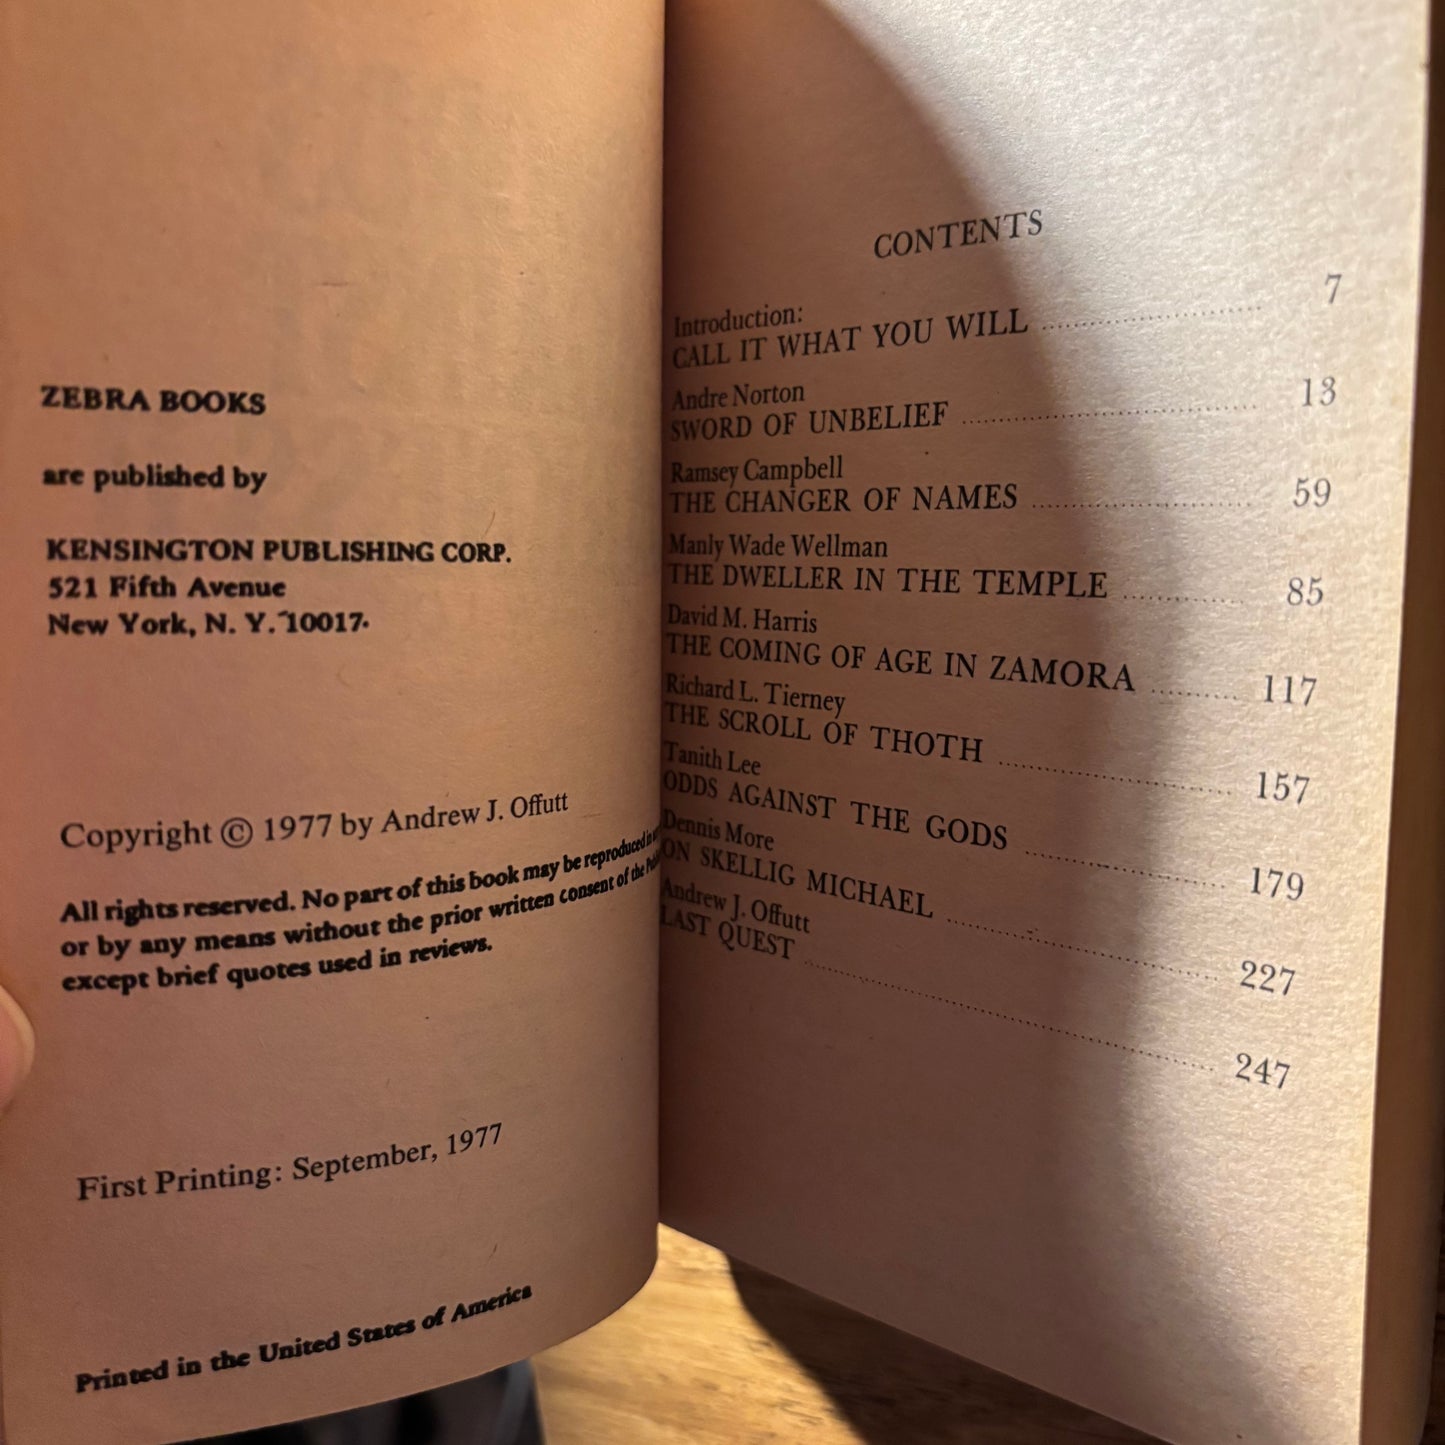 ZEBRA BOOKS
are published by
KENSINGTON PUBLISHING CORP.
521 Fifth Avenue
New York, N. Y. 10017.
Copyright © 1977 by Andrew J. Offutt
All rights reserved. No part of this book may be reproduced in
or by any means without the prior written consent of the
except brief quotes used in reviews.
First Printing: September, 1977
Printed in the United States of America
CONTENTS
Introduction:
CALL IT WHAT YOU WILL .......... 7
Andre Norton
SWORD OF UNBELIEF .......... 13
Ramsey Campbell
THE CHANGER OF NAMES .......... 59
Manly Wade Wellman
THE DWELLER IN THE TEMPLE .......... 85
David M. Harris
THE COMING OF AGE IN ZAMORA .......... 117
Richard L. Tierney
THE SCROLL OF THOTH .......... 157
Tanith Lee
ODDS AGAINST THE GODS .......... 179
Dennis More
ON SKELLIG MICHAEL .......... 227
Andrew J. Offutt
LAST QUEST .......... 247